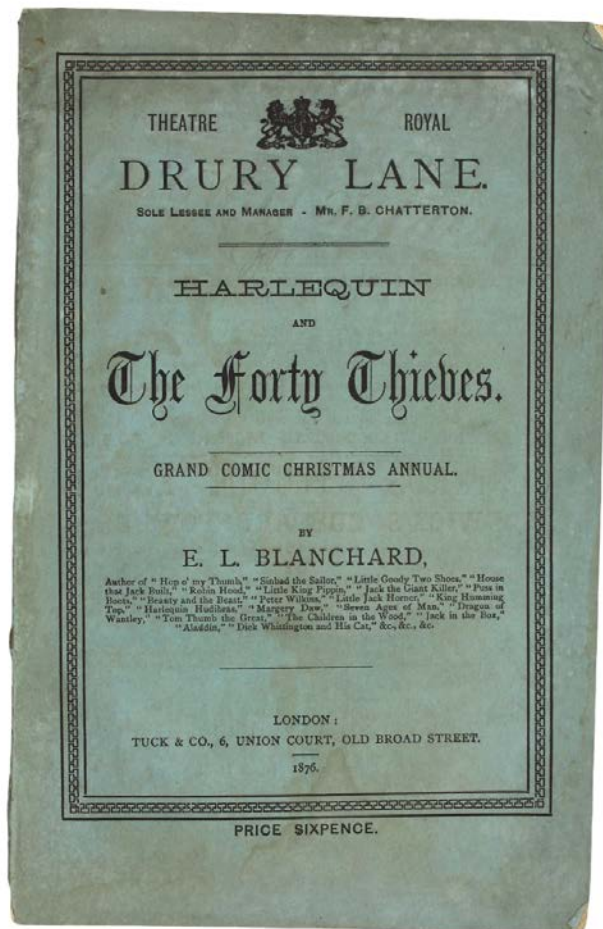 THEATRE ROYAL
DRURY LANE.
SOLE LESSEE AND MANAGER - MR. F. B. CHATTERTON.
HARLEQUIN
AND
The Forty Thieves.
GRAND COMIC CHRISTMAS ANNUAL.
BY
E. L. BLANCHARD,
Author of "Hop o' my Thumb," "Sinbad the Sailor," "Little Goody Two Shoes," "House
that Jack Built," "Robin Hood," "Little King Pippin," "Jack the Giant Killer," "Puss in
Boots," "Beauty and the Beast," "Peter Wilkins," "Little Jack Horner," "King Humming
Top," "Harlequin Hudibras," "Margery Daw," "Seven Ages of Man," "Dragon of
Wantley," "Tom Thumb the Great," "The Children in the Wood," "Jack in the Box,"
"Aladdin," "Dick Whittington and His Cat," &c., &c., &c.
LONDON:
TUCK & CO., 6, UNION COURT, OLD BROAD STREET.
1876.
PRICE SIXPENCE.